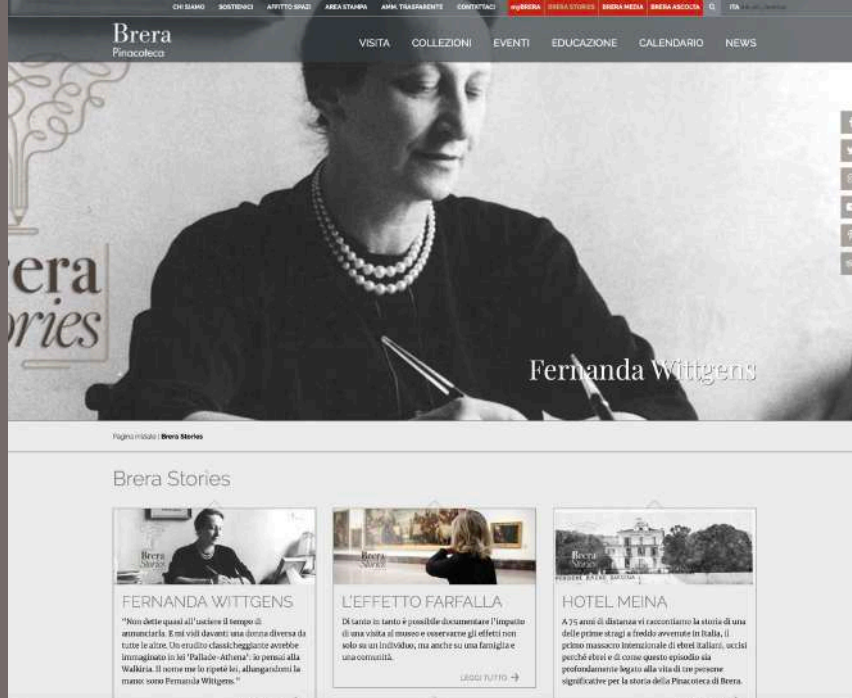 CHI SIAMO SOSTIENICI AFFITTO SPAZI AREA STAMPA AMM. TRASPARENTE CONTATTACI myBRERA BRERA STORIES BRERA MEDIA BRERA ASCOLTA ITA
Brera
Pinacoteca
VISITA COLLEZIONI EVENTI EDUCAZIONE CALENDARIO NEWS
era
ories
Fernanda Wittgens
Pagina iniziale | Brera Stories
Brera Stories
Brera
Stories
Brera
Stories
Brera
Stories
FERNANDA WITTGENS
"Non dette quasi all'usciere il tempo di
annunciarla. E mi vidi davanti una donna diversa da
tutte le altre. Un erudito classicheggiante avrebbe
immaginato in lei 'Pallade-Athena': io pensai alla
Walkiria. Il nome me lo ripeté lei, allungandomi la
mano: sono Fernanda Wittgens."
L'EFFETTO FARFALLA
Di tanto in tanto è possibile documentare l'impatto
di una visita al museo e osservarne gli effetti non
solo su un individuo, ma anche su una famiglia e
una comunità.
LEGGI TUTTO →
HOTEL MEINA
A 75 anni di distanza vi raccontiamo la storia di una
delle prime stragi a freddo avvenute in Italia, il
primo massacro intenzionale di ebrei italiani, uccisi
perché ebrei e di come questo episodio sia
profondamente legato alla vita di tre persone
significative per la storia della Pinacoteca di Brera.